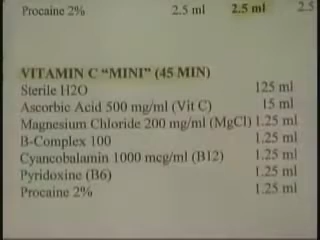 Procaine 2% 2.5 ml 2.5 ml 2.5
VITAMIN C “MINI” (45 MIN)
Sterile H2O 125 ml
Ascorbic Acid 500 mg/ml (Vit C) 15 ml
Magnesium Chloride 200 mg/ml (MgCl) 1.25 ml
B-Complex 100 1.25 ml
Cyancobalamin 1000 mcg/ml (B12) 1.25 ml
Pyridoxine (B6) 1.25 ml
Procaine 2% 1.25 ml